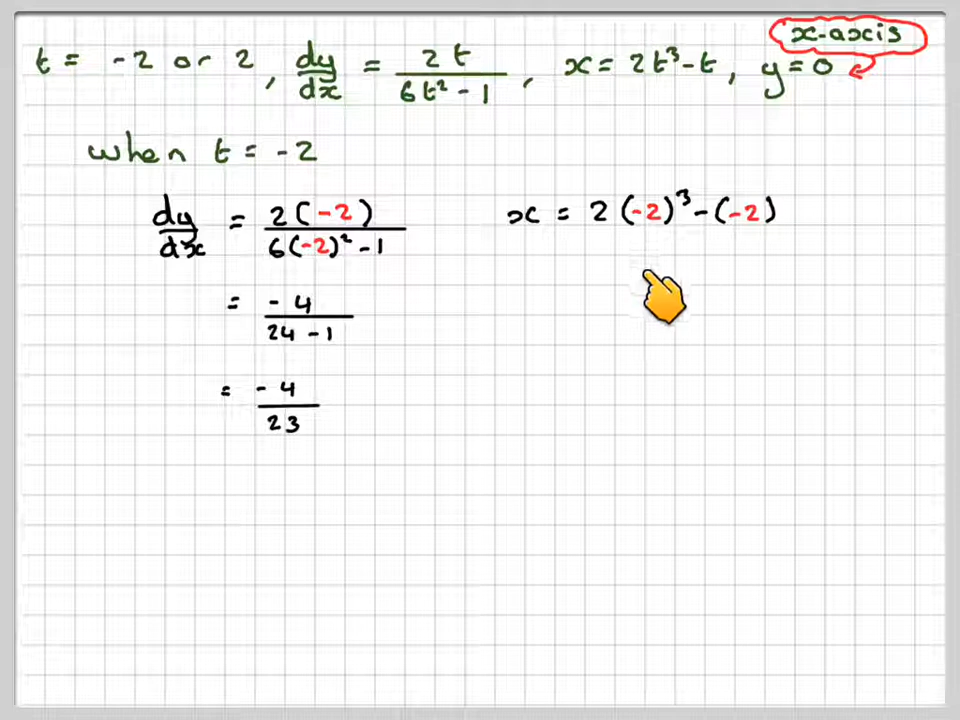 x-axis
t = -2 or 2, dy/dx = 2t/(6t² - 1), x = 2t³ - t, y = 0
when t = -2
dy/dx = 2(-2)/(6(-2)² - 1)
x = 2(-2)³ - (-2)
= -4/(24 - 1)
= -4/23